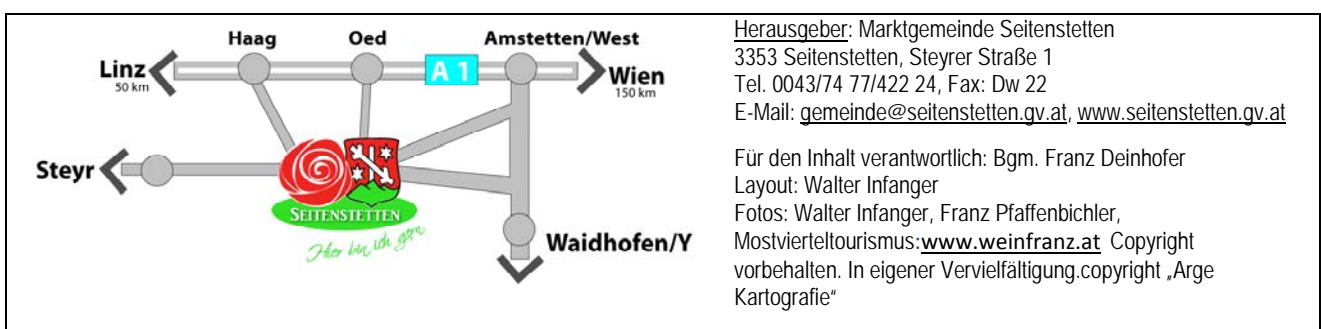 Haag
Oed
Amstetten/West
Linz
50 km
A 1
Wien
150 km
Steyr
SEITENSTETTEN
Hier bin ich gern
Waidhofen/Y
Herausgeber: Marktgemeinde Seitenstetten
3353 Seitenstetten, Steyrer Straße 1
Tel. 0043/74 77/422 24, Fax: Dw 22
E-Mail: gemeinde@seitenstetten.gv.at, www.seitenstetten.gv.at
Für den Inhalt verantwortlich: Bgm. Franz Deinhofer
Layout: Walter Infanger
Fotos: Walter Infanger, Franz Pfaffenbichler,
Mostvierteltourismus:www.weinfranz.at Copyright
vorbehalten. In eigener Vervielfältigung.copyright „Arge
Kartografie“